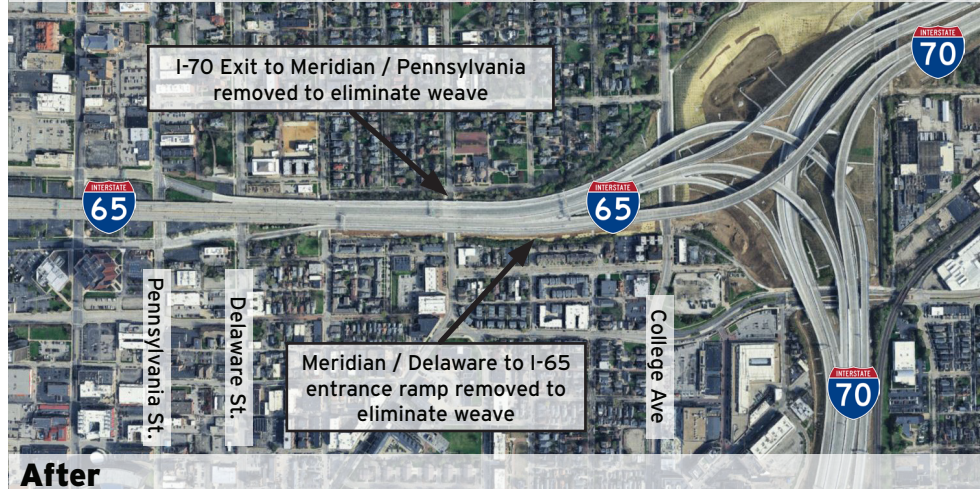 INTERSTATE
70
I-70 Exit to Meridian / Pennsylvania
removed to eliminate weave
INTERSTATE
65
INTERSTATE
65
Pennsylvania St.
Delaware St.
College Ave
Meridian / Delaware to I-65
entrance ramp removed to
eliminate weave
INTERSTATE
70
After